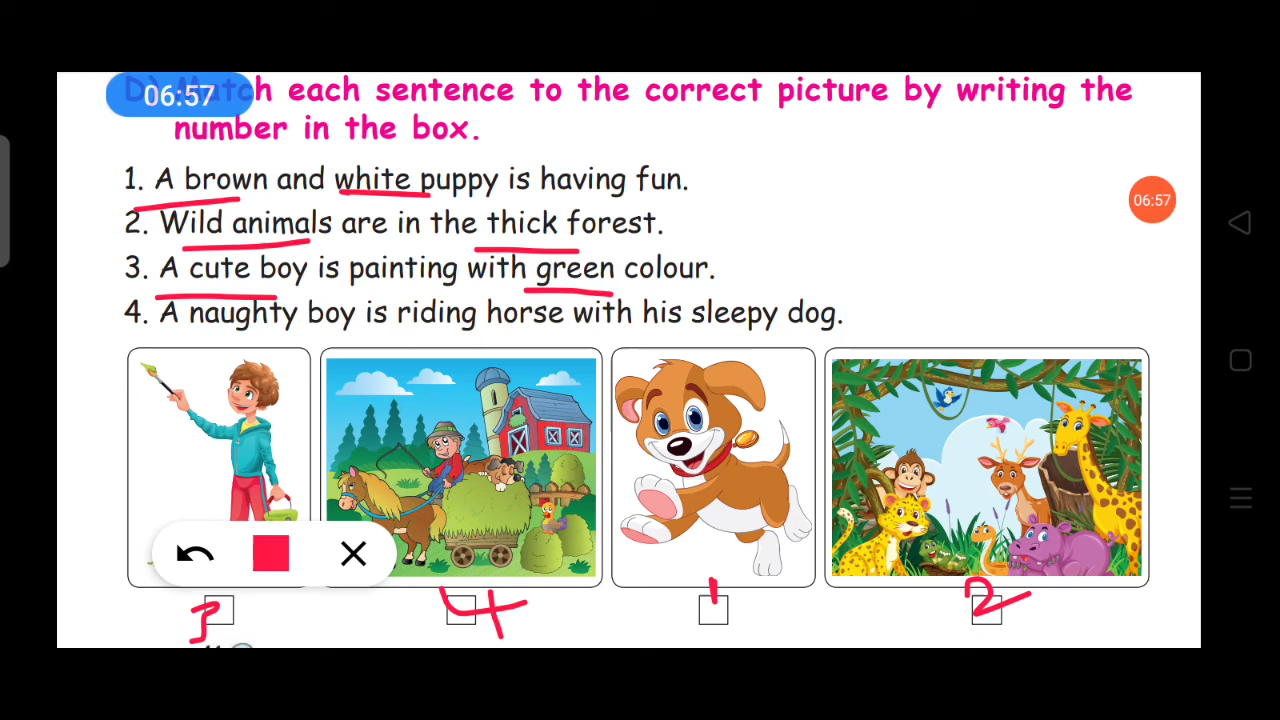 D) Match each sentence to the correct picture by writing the
06:57
number in the box.
1. A brown and white puppy is having fun.
06:57
2. Wild animals are in the thick forest.
3. A cute boy is painting with green colour.
4. A naughty boy is riding horse with his sleepy dog.
3 4 1 2